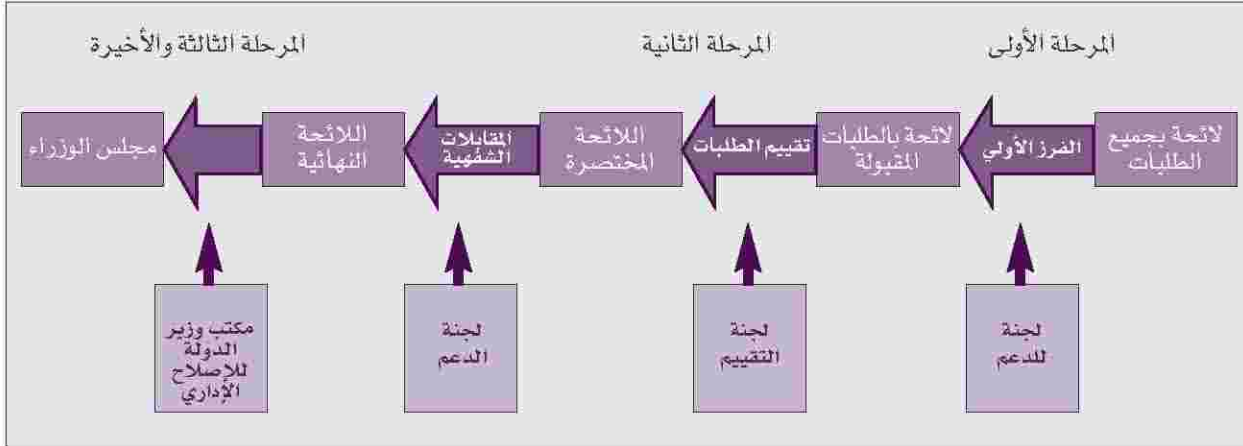 المرحلة الأولى
المرحلة الثانية
المرحلة الثالثة والأخيرة
لائحة بجميع
الطلبات
الفرز الأولي
لائحة بالطلبات
المقبولة
تقييم الطلبات
اللائحة
المختصرة
المقابلات
الشفهية
اللائحة
النهائية
مجلس الوزراء
لجنة
للدعم
لجنة
التقييم
لجنة
الدعم
مكتب وزير
الدولة
للإصلاح
الإداري